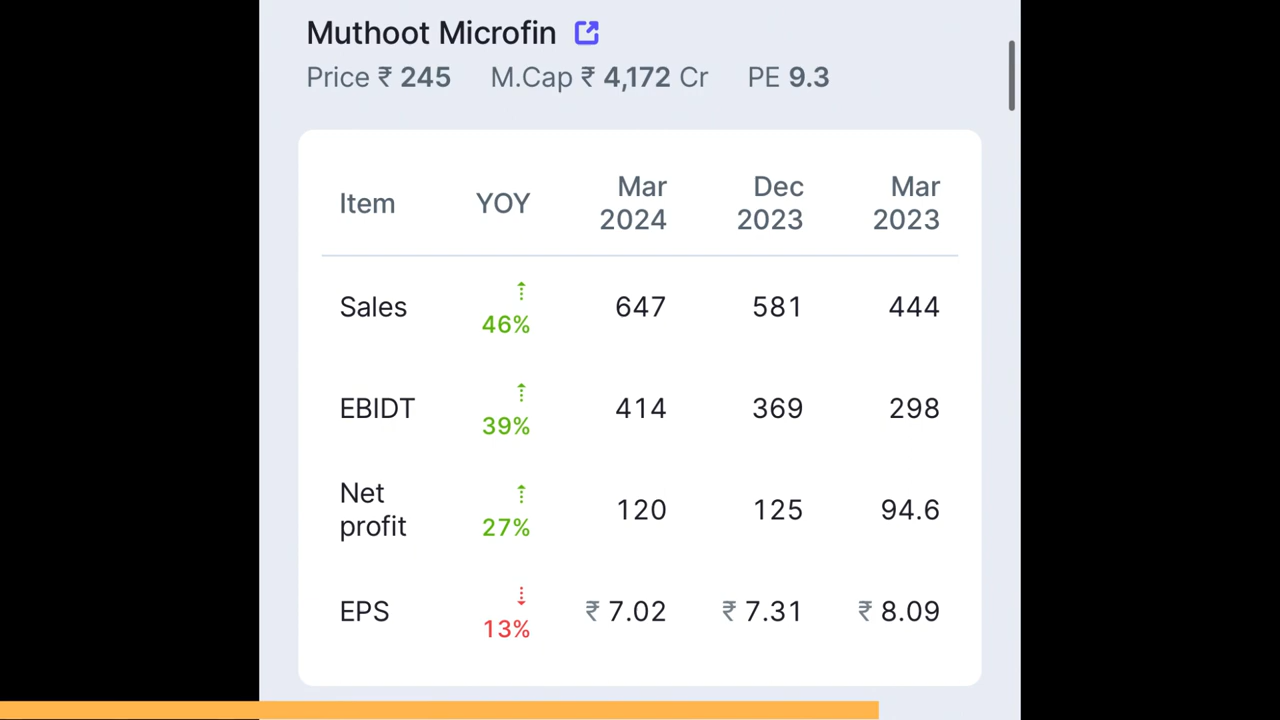 Muthoot Microfin
Price ₹ 245 M.Cap ₹ 4,172 Cr PE 9.3
Item YOY Mar 2024 Dec 2023 Mar 2023
Sales 46% 647 581 444
EBIDT 39% 414 369 298
Net profit 27% 120 125 94.6
EPS 13% ₹ 7.02 ₹ 7.31 ₹ 8.09